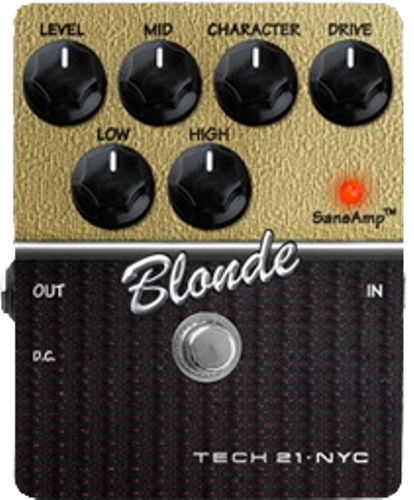 LEVEL MID CHARACTER DRIVE
LOW HIGH
SansAmp™
Blonde
OUT IN
D.C.
TECH 21·NYC